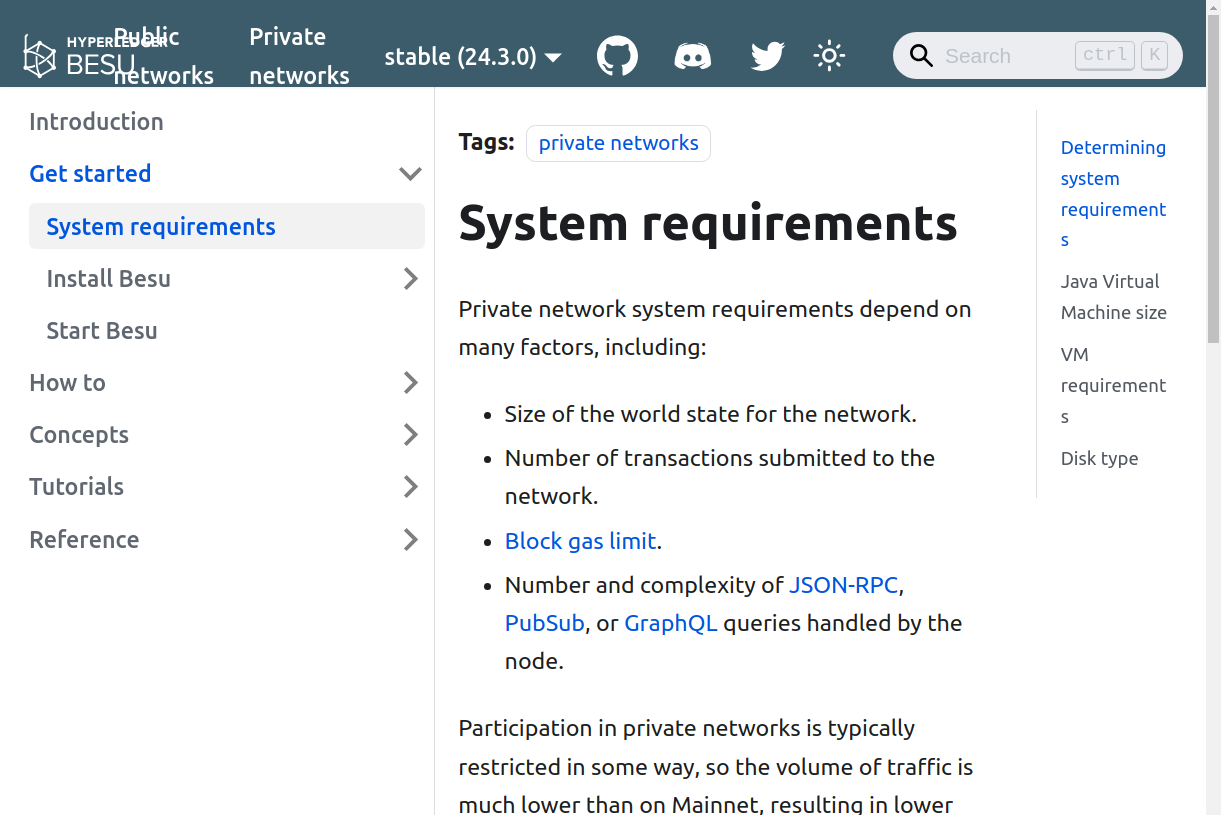 HYPERLEDGER
BESU
Public
networks
Private
networks
stable (24.3.0)
Search
ctrl K
Introduction
Get started
System requirements
Install Besu
Start Besu
How to
Concepts
Tutorials
Reference
Tags: private networks
System requirements
Private network system requirements depend on
many factors, including:
Size of the world state for the network.
Number of transactions submitted to the
network.
Block gas limit.
Number and complexity of JSON-RPC,
PubSub, or GraphQL queries handled by the
node.
Participation in private networks is typically
restricted in some way, so the volume of traffic is
much lower than on Mainnet, resulting in lower
Determining
system
requirement
s
Java Virtual
Machine size
VM
requirement
s
Disk type